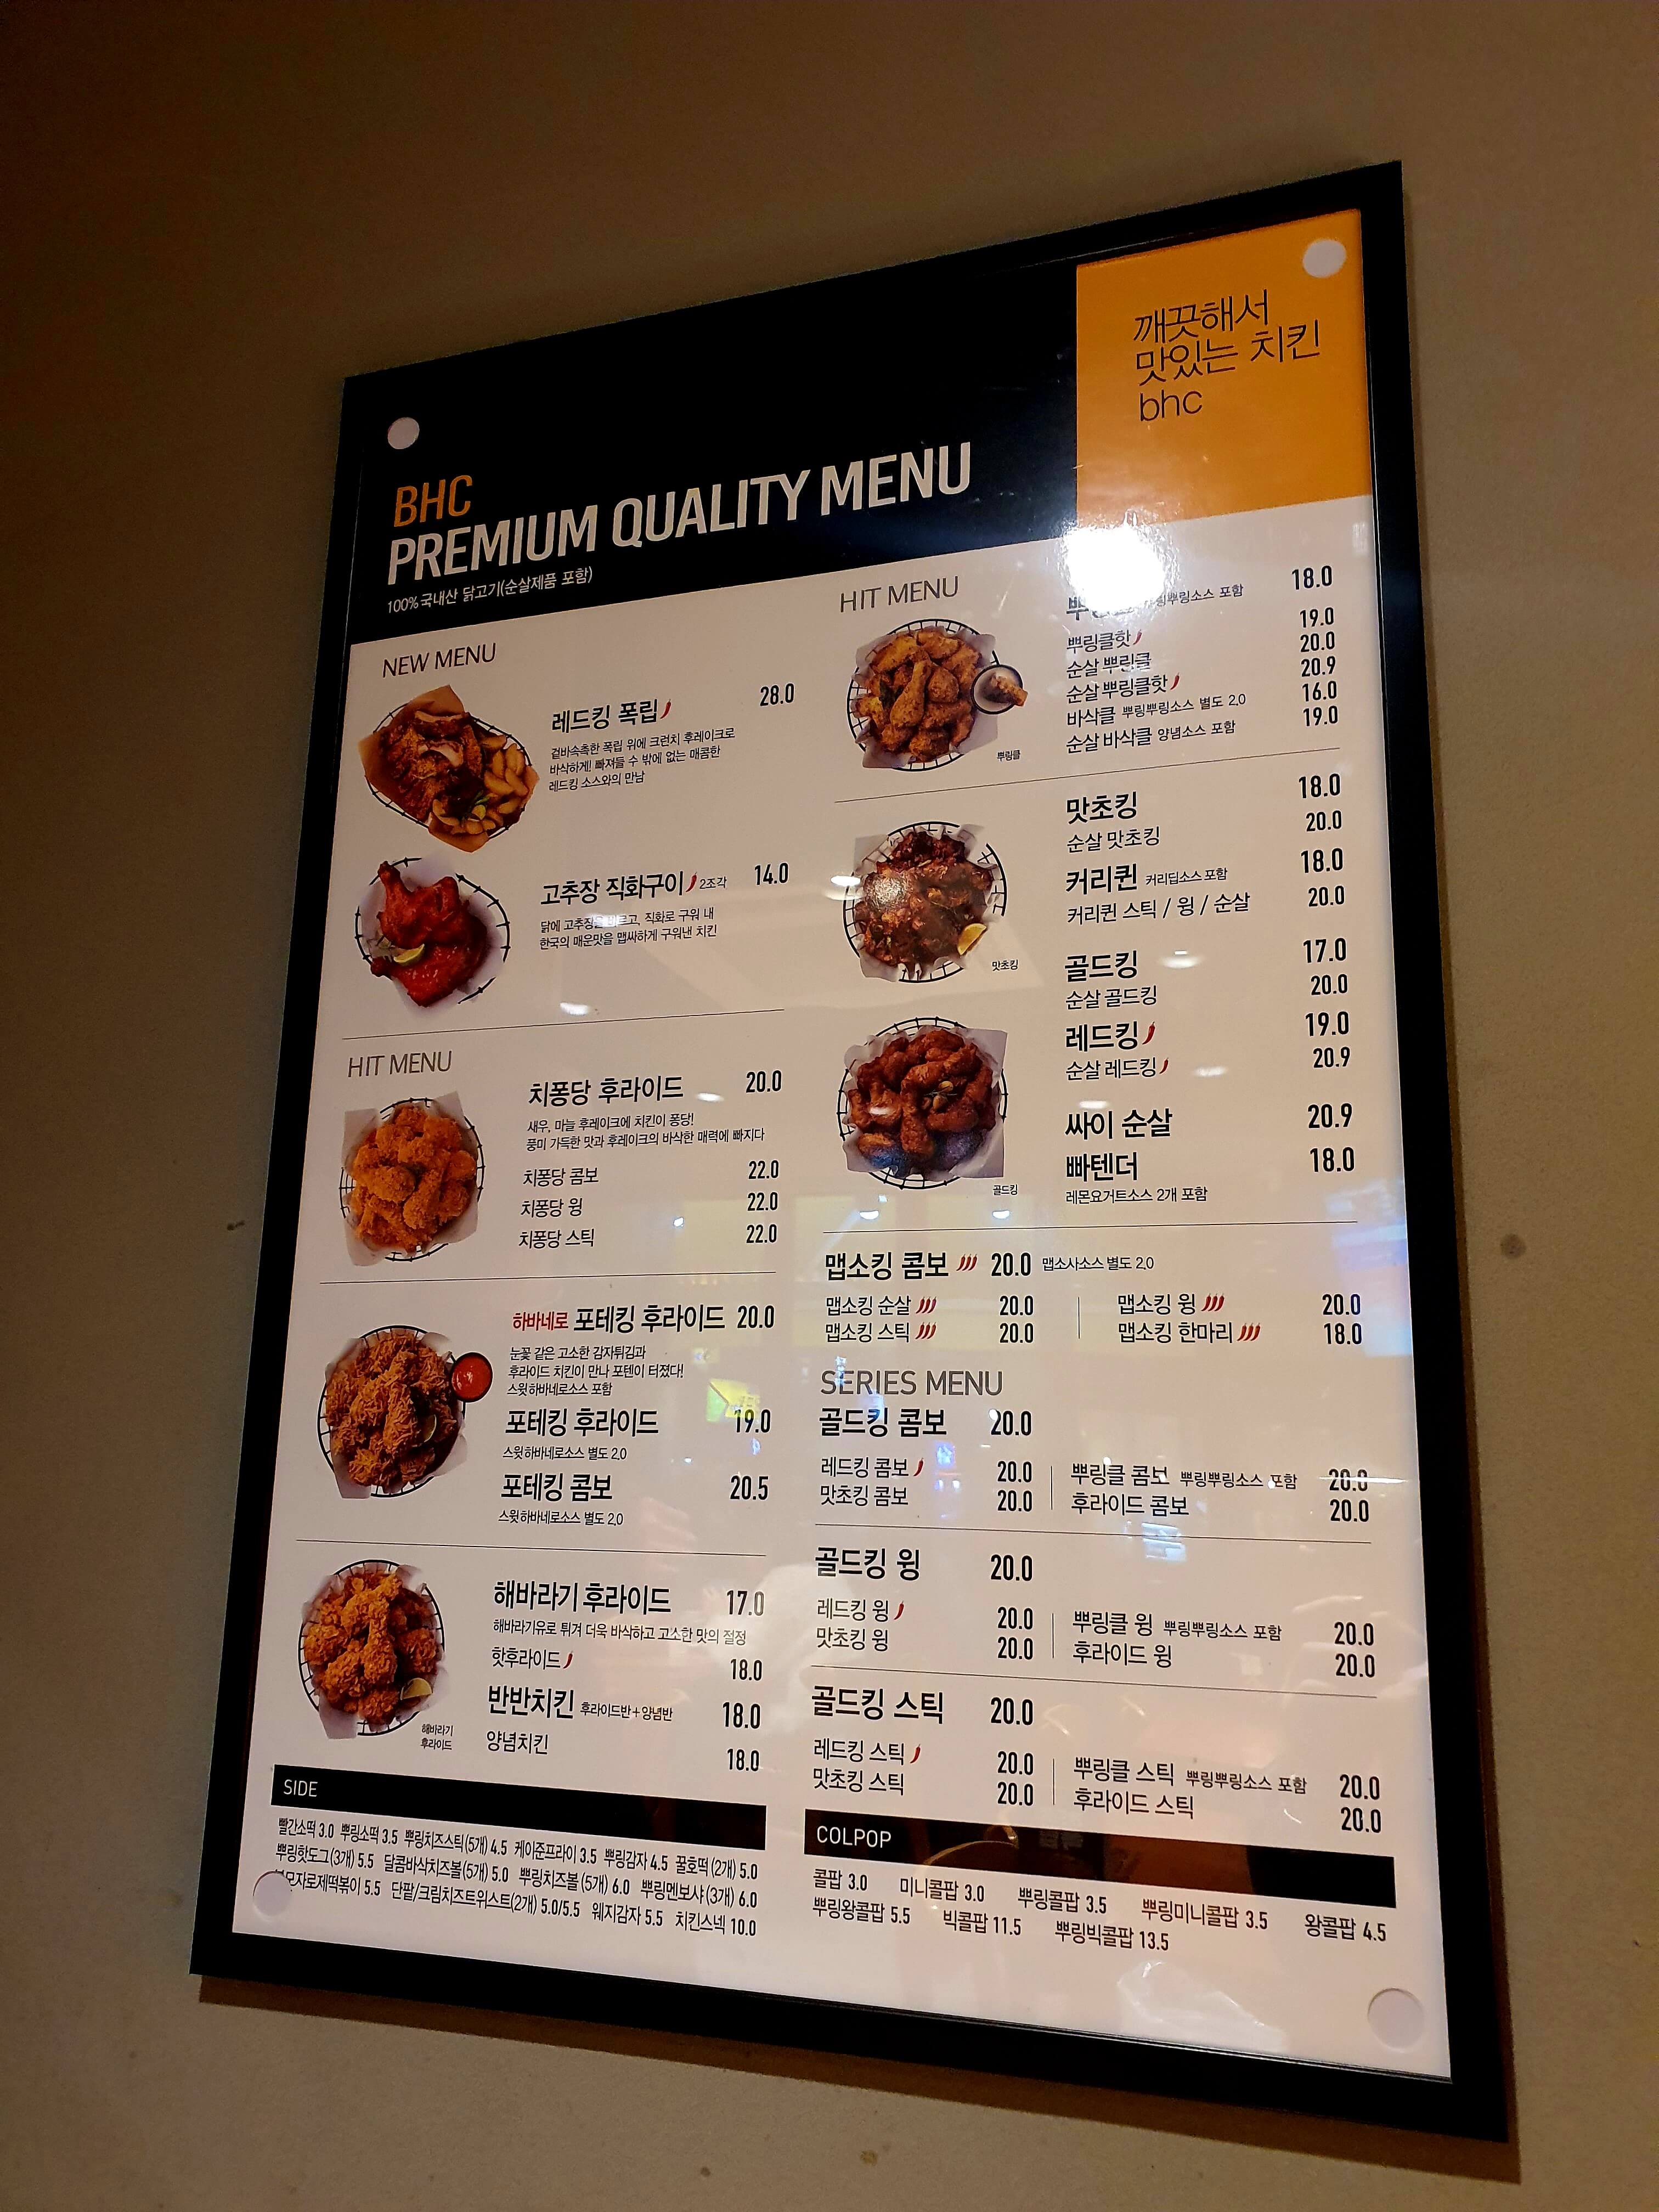 깨끗해서
맛있는 치킨
bhc
BHC
PREMIUM QUALITY MENU
100% 국내산 닭고기(순살제품 포함)
NEW MENU
레드킹 폭립 28.0
겉바속촉한 폭립 위에 크런치 후레이크로
바삭하게! 빠져들 수 밖에 없는 매콤한
레드킹 소스와의 만남
고추장 직화구이 2조각 14.0
닭에 고추장을 바르고, 직화로 구워 내
한국의 매운맛을 맵싸하게 구워낸 치킨
HIT MENU
치퐁당 후라이드 20.0
새우, 마늘 후레이크에 치킨이 퐁당!
풍미 가득한 맛과 후레이크의 바삭한 매력에 빠지다
치퐁당 콤보 22.0
치퐁당 윙 22.0
치퐁당 스틱 22.0
하바네로 포테킹 후라이드 20.0
눈꽃 같은 고소한 감자튀김과
후라이드 치킨이 만나 포텐이 터졌다!
스윗하바네로소스 포함
포테킹 후라이드 19.0
스윗하바네로소스 별도 2.0
포테킹 콤보 20.5
스윗하바네로소스 별도 2.0
해바라기 후라이드 17.0
해바라기유로 튀겨 더욱 바삭하고 고소한 맛의 절정
핫후라이드 18.0
반반치킨 후라이드반+양념반 18.0
양념치킨 18.0
해바라기
후라이드
SIDE
빨간소떡 3.0 뿌링소떡 3.5 뿌링치즈스틱(5개) 4.5 케이준프라이 3.5 뿌링감자 4.5 꿀호떡 (2개) 5.0
뿌링핫도그(3개) 5.5 달콤바삭치즈볼(5개) 5.0 뿌링치즈볼 (5개) 6.0 뿌링멘보샤 (3개) 6.0
5.5 단팥/크림치즈트위스트(2개) 5.0/5.5 웨지감자 5.5 치킨스넥 10.0
HIT MENU
포함 18.0
뿌링클핫 19.0
순살 뿌링클 20.0
순살 뿌링클핫 20.9
바삭클 뿌링뿌링소스 별도 2.0 16.0
순살 바삭클 양념소스 포함 19.0
뿌링클
맛초킹 18.0
순살 맛초킹 20.0
커리퀸 커리딥소스 포함 18.0
커리퀸 스틱 / 윙 / 순살 20.0
맛초킹
골드킹 17.0
순살 골드킹 20.0
레드킹 19.0
순살 레드킹 20.9
싸이 순살 20.9
빠텐더 18.0
레몬요거트소스 2개 포함
골드킹
맵소킹 콤보 20.0 맵소사소스 별도 2.0
맵소킹 순살 20.0 맵소킹 윙 20.0
맵소킹 스틱 20.0 맵소킹 한마리 18.0
SERIES MENU
골드킹 콤보 20.0
레드킹 콤보 20.0 뿌링클 콤보 뿌링뿌링소스 포함 20.0
맛초킹 콤보 20.0 후라이드 콤보 20.0
골드킹 윙 20.0
레드킹 윙 20.0 뿌링클 윙 뿌링뿌링소스 포함 20.0
맛초킹 윙 20.0 후라이드 윙 20.0
골드킹 스틱 20.0
레드킹 스틱 20.0 뿌링클 스틱 뿌링뿌링소스 포함 20.0
맛초킹 스틱 20.0 후라이드 스틱 20.0
COLPOP
콜팝 3.0 미니콜팝 3.0 뿌링콜팝 3.5 뿌링미니콜팝 3.5 왕콜팝 4.5
뿌링왕콜팝 5.5 빅콜팝 11.5 뿌링빅콜팝 13.5